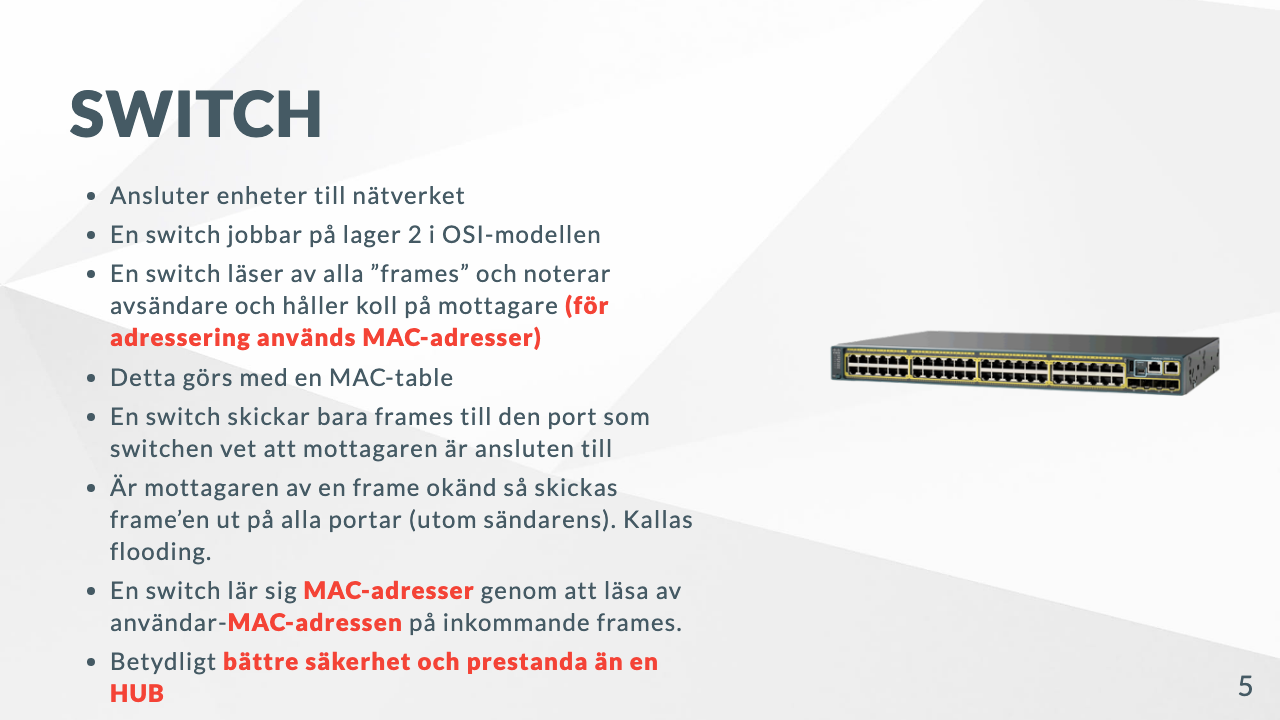 SWITCH
• Ansluter enheter till nätverket
• En switch jobbar på lager 2 i OSI-modellen
• En switch läser av alla ”frames” och noterar
avsändare och håller koll på mottagare (för
adressering används MAC-adresser)
• Detta görs med en MAC-table
• En switch skickar bara frames till den port som
switchen vet att mottagaren är ansluten till
• Är mottagaren av en frame okänd så skickas
frame’en ut på alla portar (utom sändarens). Kallas
flooding.
• En switch lär sig MAC-adresser genom att läsa av
användar-MAC-adressen på inkommande frames.
• Betydligt bättre säkerhet och prestanda än en
HUB
5